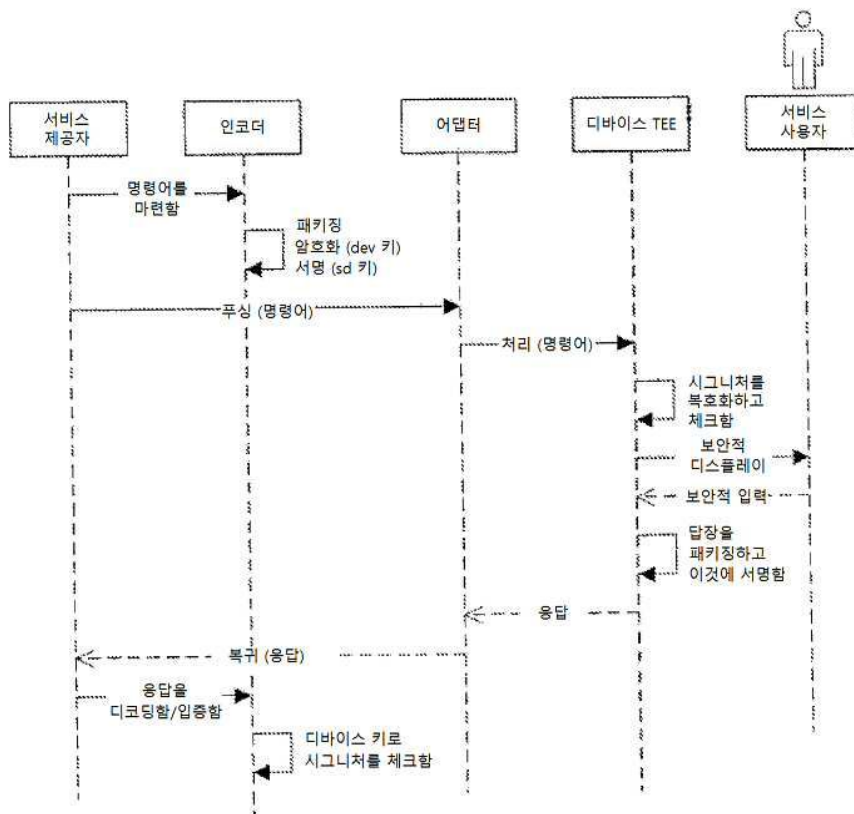 서비스
제공자
인코더
어댑터
디바이스 TEE
서비스
사용자
명령어를
마련함
패키징
암호화 (dev 키)
서명 (sd 키)
푸싱 (명령어)
처리 (명령어)
시그니처를
복호화하고
체크함
보안적
디스플레이
보안적 입력
답장을
패키징하고
이것에 서명함
응답
복귀 (응답)
응답을
디코딩함/입증함
디바이스 키로
시그니처를 체크함